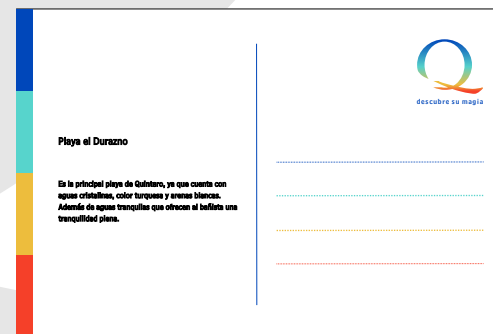 Playa el Durazno
Es la principal playa de Quintero, ya que cuenta con
aguas cristalinas, color turquesa y arenas blancas.
Además de aguas tranquilas que ofrecen al bañista una
tranquilidad plena.
Q
descubre su magia